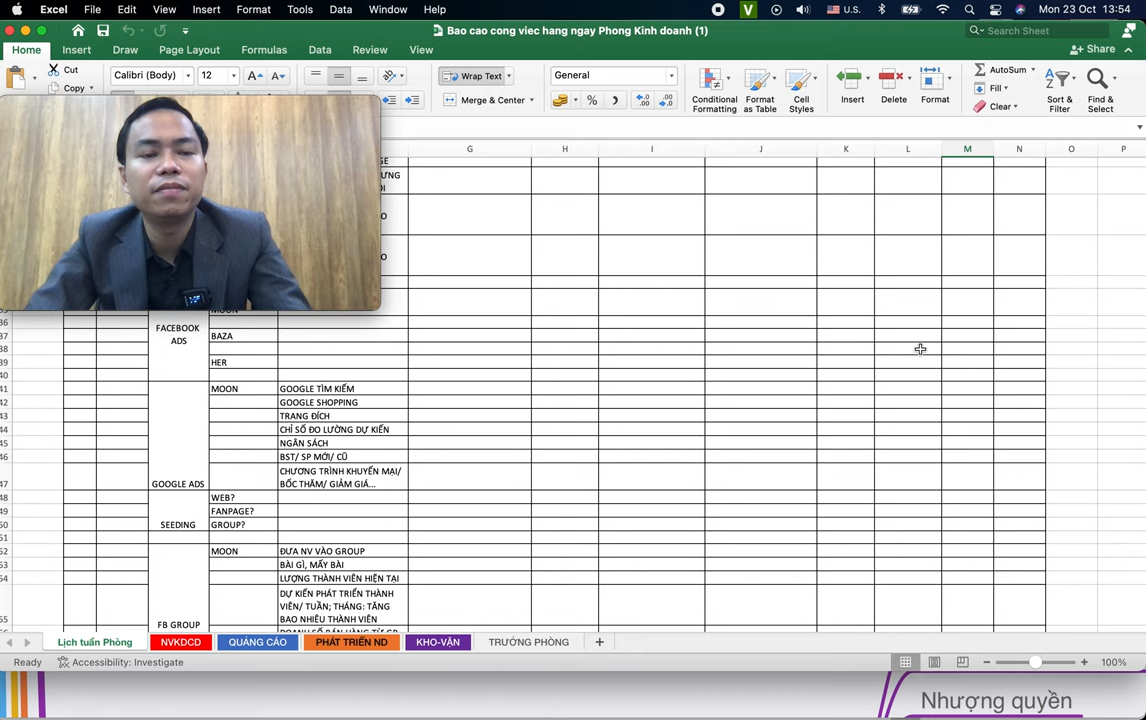 Excel File Edit View Insert Format Tools Data Window Help V U.S. Mon 23 Oct 13:54
Bao cao cong viec hang ngay Phong Kinh doanh (1) Search Sheet
Home Insert Draw Page Layout Formulas Data Review View Share
Cut
Copy
Calibri (Body) 12
Wrap Text
Merge & Center
General
Conditional Formatting
Format as Table
Cell Styles
Insert Delete Format
AutoSum
Fill
Clear
Sort & Filter
Find & Select
G H I J K L M N O P
FACEBOOK
ADS
BAZA
HER
MOON GOOGLE TÌM KIẾM
GOOGLE SHOPPING
TRANG ĐÍCH
CHỈ SỐ ĐO LƯỜNG DỰ KIẾN
NGÂN SÁCH
BST/ SP MỚI/ CŨ
CHƯƠNG TRÌNH KHUYẾN MẠI/
GOOGLE ADS BỐC THĂM/ GIẢM GIÁ...
WEB?
FANPAGE?
SEEDING GROUP?
MOON ĐƯA NV VÀO GROUP
BÀI GÌ, MẤY BÀI
LƯỢNG THÀNH VIÊN HIỆN TẠI
DỰ KIẾN PHÁT TRIỂN THÀNH
VIÊN/ TUẦN; THÁNG: TĂNG
BAO NHIÊU THÀNH VIÊN
FB GROUP
Lịch tuần Phòng NVKDCD QUẢNG CÁO PHÁT TRIỂN ND KHO-VẬN TRƯỞNG PHÒNG +
Ready Accessibility: Investigate 100%
Nhượng quyền